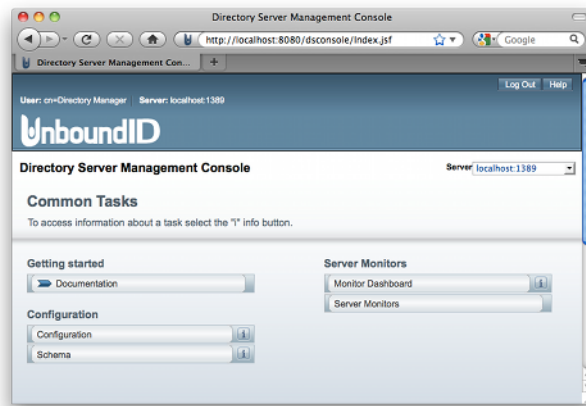 Directory Server Management Console
http://localhost:8080/dsconsole/index.jsf
Google
Directory Server Management Con...
+
Log Out Help
User: cn=Directory Manager Server: localhost:1389
UnboundID
Directory Server Management Console
Server localhost:1389
Common Tasks
To access information about a task select the "i" info button.
Getting started
Documentation
Configuration
Configuration i
Schema i
Server Monitors
Monitor Dashboard i
Server Monitors